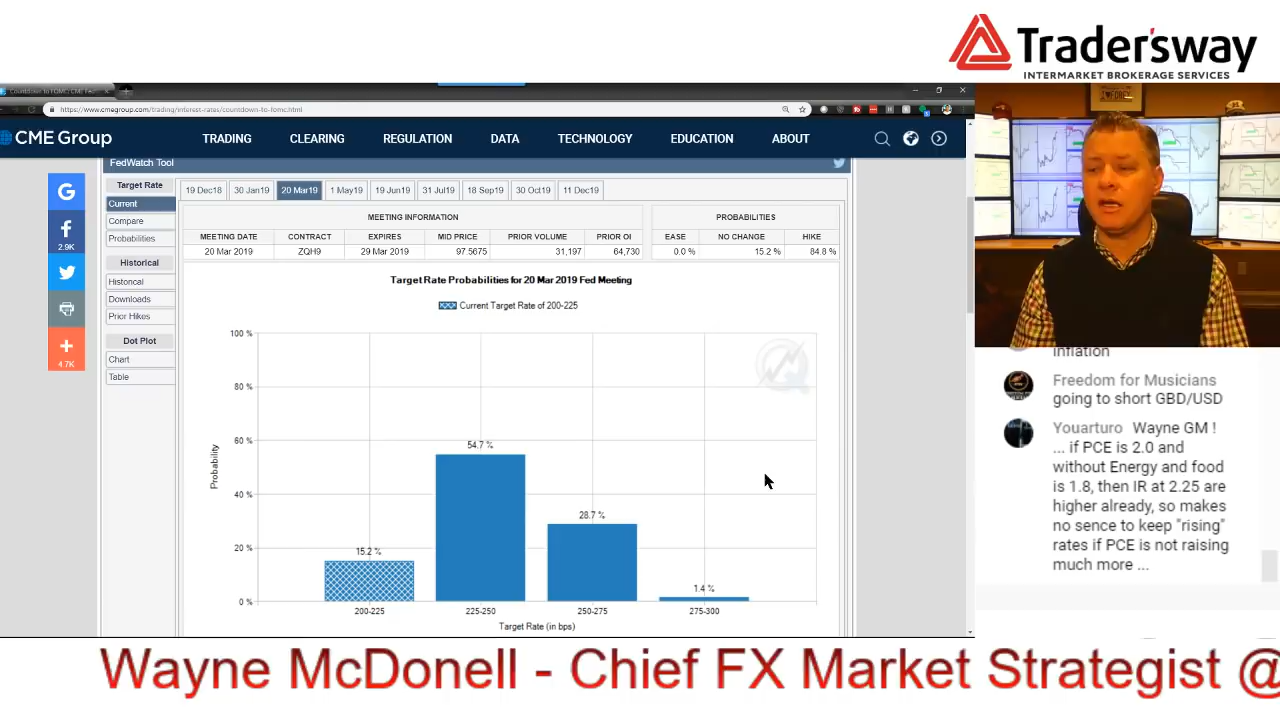 Trader'sway
INTERMARKET BROKERAGE SERVICES
https://www.cmegroup.com/trading/interest-rates/countdown-to-fomc.html
CME Group
TRADING
CLEARING
REGULATION
DATA
TECHNOLOGY
EDUCATION
ABOUT
FedWatch Tool
Target Rate
Current
Compare
Probabilities
Historical
Historical
Downloads
Prior Hikes
Dot Plot
Chart
Table
G
2.9K
4.7K
19 Dec18
30 Jan19
20 Mar19
1 May19
19 Jun19
31 Jul19
18 Sep19
30 Oct19
11 Dec19
MEETING INFORMATION
MEETING DATE CONTRACT EXPIRES MID PRICE PRIOR VOLUME PRIOR OI
20 Mar 2019 ZQH9 29 Mar 2019 97.5675 31,197 64,730
PROBABILITIES
EASE NO CHANGE HIKE
0.0 % 15.2 % 84.8 %
Target Rate Probabilities for 20 Mar 2019 Fed Meeting
Current Target Rate of 200-225
Probability
100 %
80 %
60 %
40 %
20 %
0 %
15.2 %
54.7 %
28.7 %
1.4 %
200-225
225-250
250-275
275-300
Target Rate (in bps)
inflation
Freedom for Musicians
going to short GBD/USD
Youarturo Wayne GM !
... if PCE is 2.0 and
without Energy and food
is 1.8, then IR at 2.25 are
higher already, so makes
no sence to keep "rising"
rates if PCE is not raising
much more ...
Wayne McDonell - Chief FX Market Strategist @